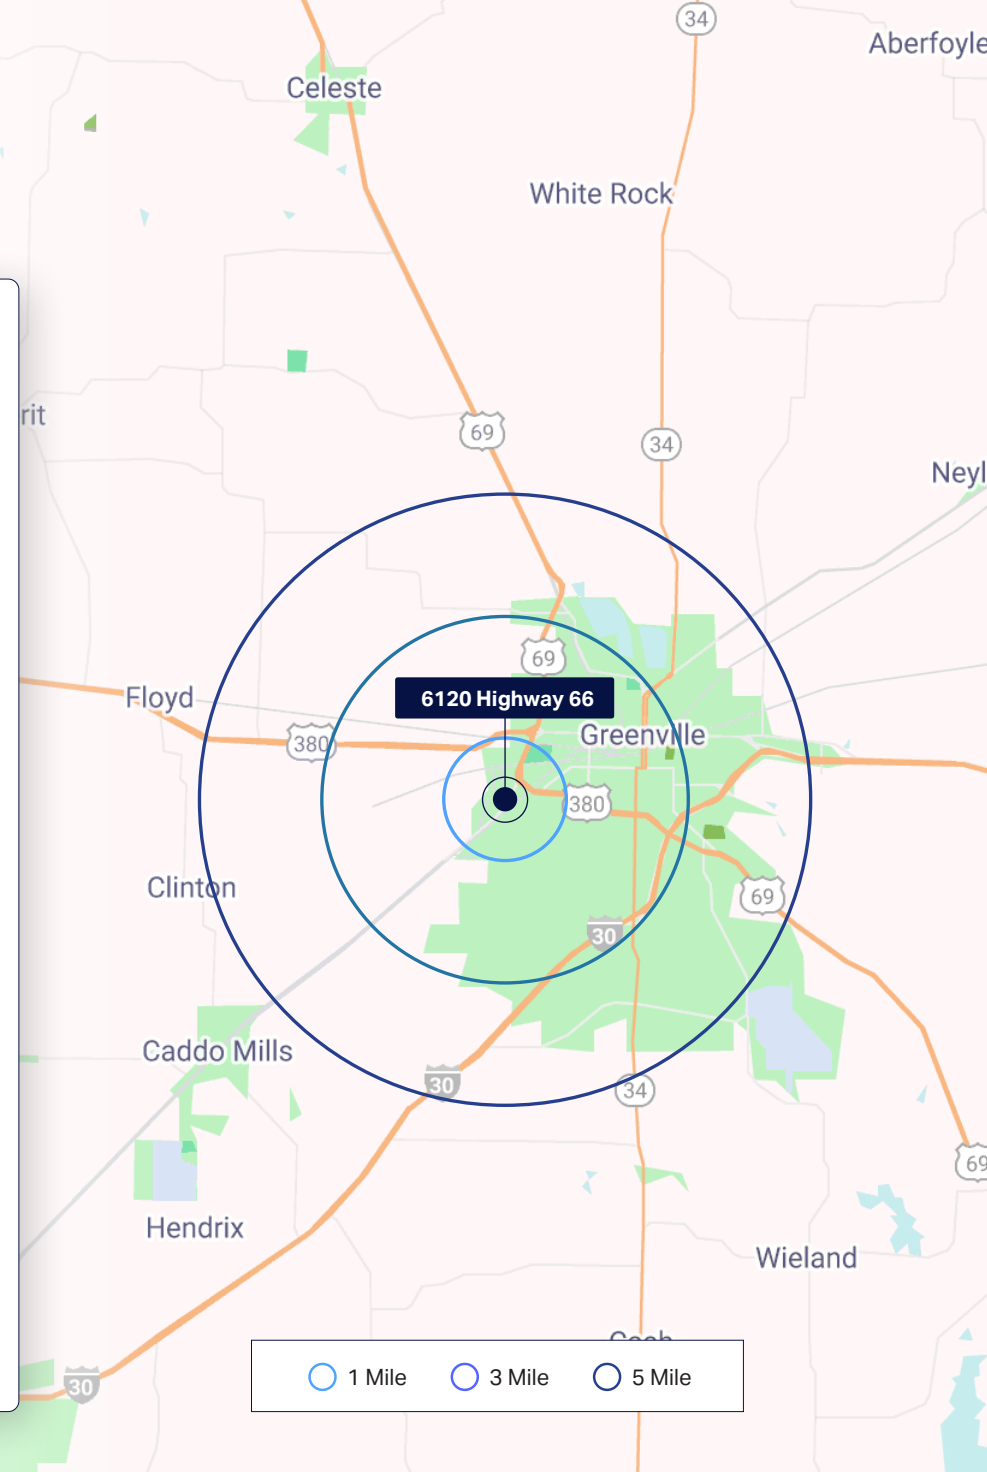 34
Aberfoyle
Celeste
White Rock
rit
69
34
Neyl
69
6120 Highway 66
Floyd
380
Greenville
380
Clinton
69
30
Caddo Mills
30
34
69
Hendrix
Wieland
1 Mile
3 Mile
5 Mile
30